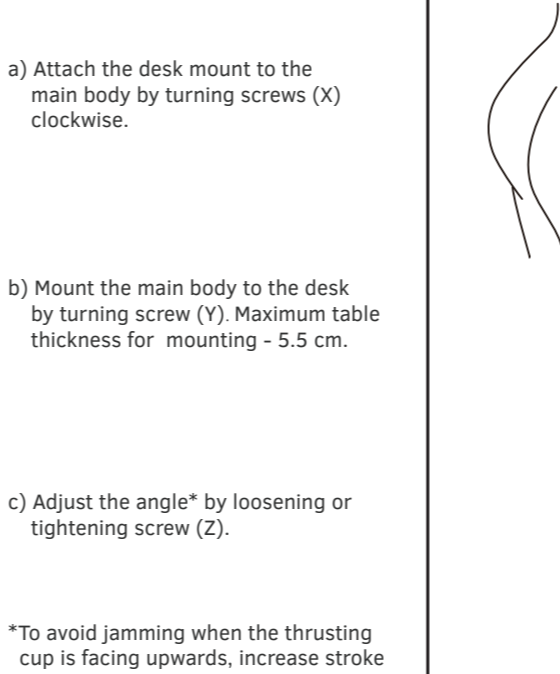 a) Attach the desk mount to the
main body by turning screws (X)
clockwise.
b) Mount the main body to the desk
by turning screw (Y). Maximum table
thickness for mounting - 5.5 cm.
c) Adjust the angle* by loosening or
tightening screw (Z).
*To avoid jamming when the thrusting
cup is facing upwards, increase stroke